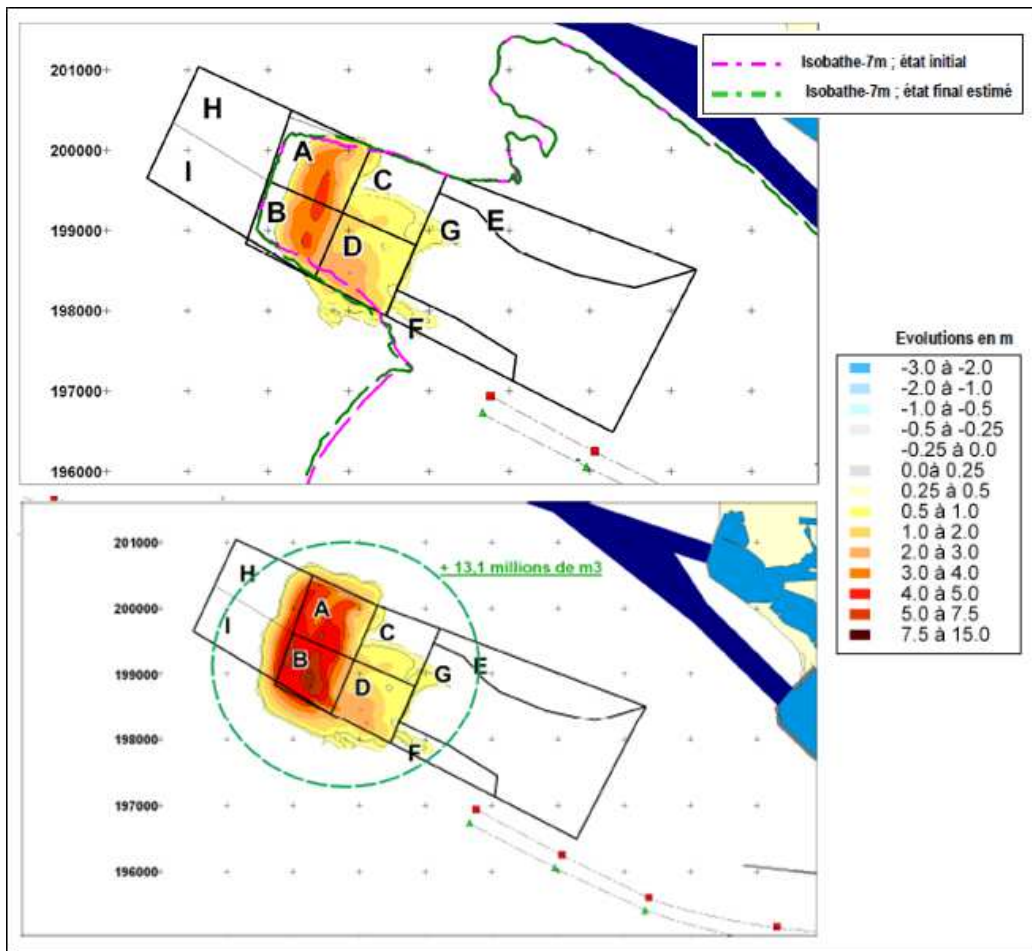 Isobathe-7m ; état initial
Isobathe-7m ; état final estimé
201000
200000
199000
198000
197000
196000
H
I
A
B
C
D
G
E
F
Evolutions en m
-3.0 à -2.0
-2.0 à -1.0
-1.0 à -0.5
-0.5 à -0.25
-0.25 à 0.0
0.0à 0.25
0.25 à 0.5
0.5 à 1.0
1.0 à 2.0
2.0 à 3.0
3.0 à 4.0
4.0 à 5.0
5.0 à 7.5
7.5 à 15.0
201000
200000
199000
198000
197000
196000
+ 13,1 millions de m3
H
I
A
B
C
D
G
E
F